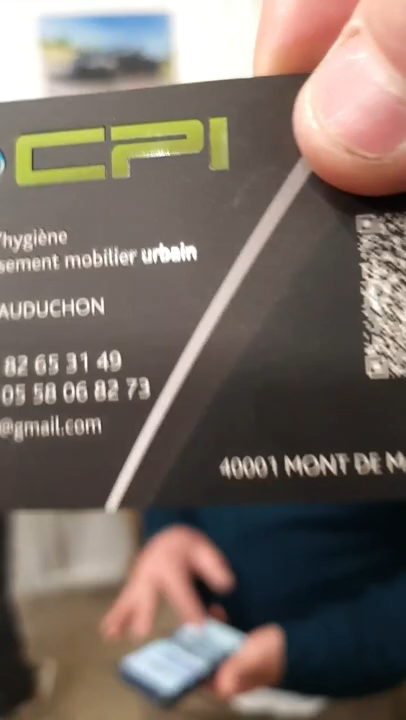 CPI
'hygiène
sement mobilier urbain
AUDUCHON
82 65 31 49
05 58 06 82 73
@gmail.com
40001 MONT DE M